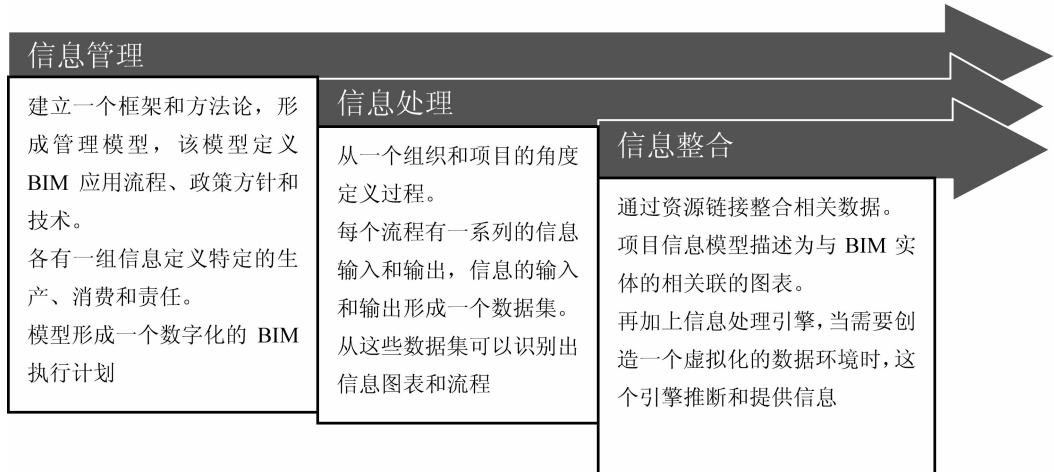 信息管理
建立一个框架和方法论，形
成管理模型，该模型定义
BIM 应用流程、政策方针和
技术。
各有一组信息定义特定的生
产、消费和责任。
模型形成一个数字化的 BIM
执行计划
信息处理
从一个组织和项目的角度
定义过程。
每个流程有一系列的信息
输入和输出，信息的输入
和输出形成一个数据集。
从这些数据集可以识别出
信息图表和流程
信息整合
通过资源链接整合相关数据。
项目信息模型描述为与 BIM 实
体的相关联的图表。
再加上信息处理引擎，当需要创
造一个虚拟化的数据环境时，这
个引擎推断和提供信息